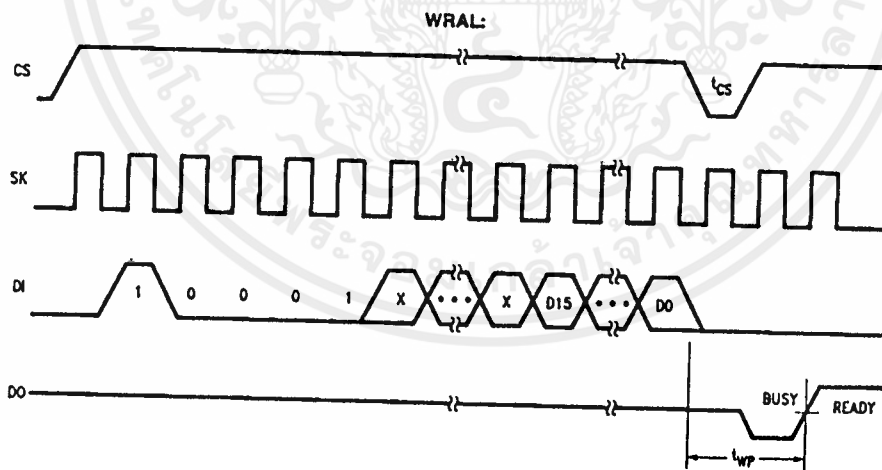 WRAL:
CS
tCS
SK
DI
1 0 0 0 1 X • • • X D15 • • • D0
DO
BUSY
READY
tWP